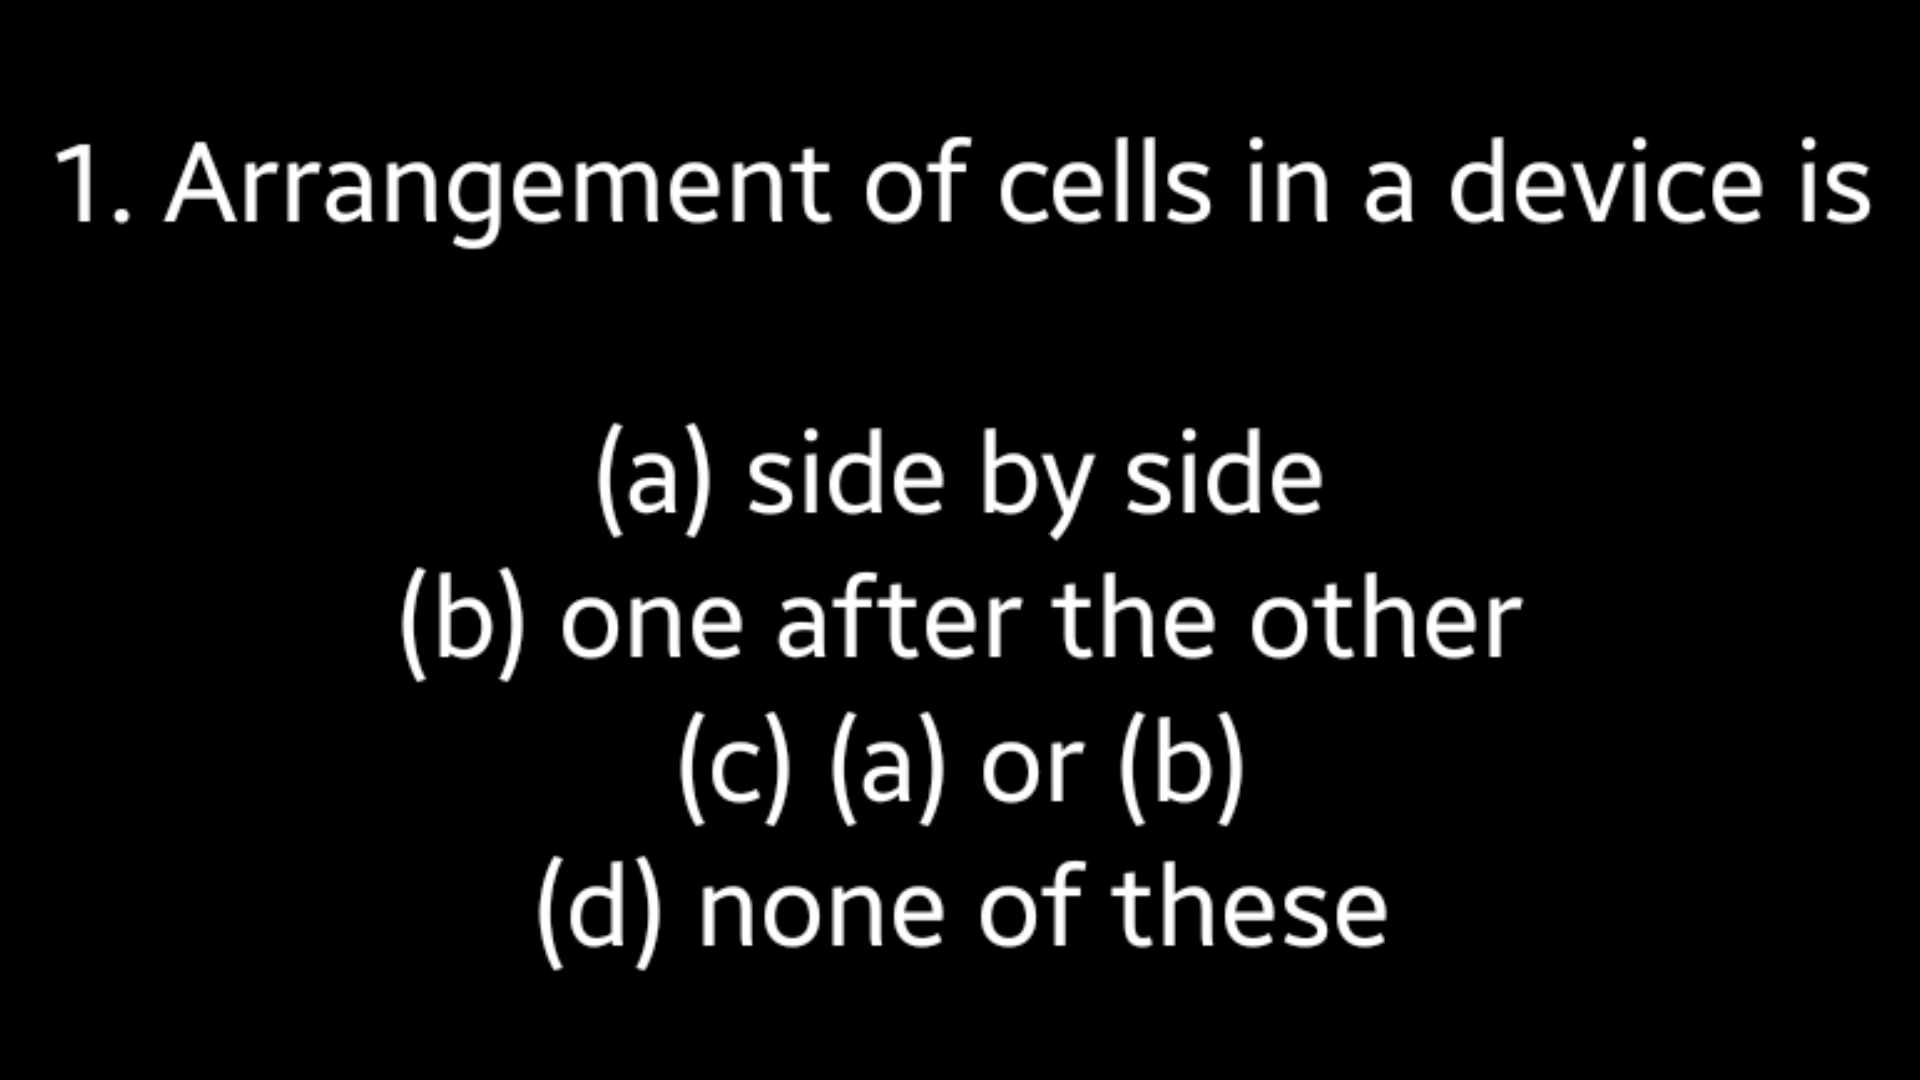 1. Arrangement of cells in a device is
(a) side by side
(b) one after the other
(c) (a) or (b)
(d) none of these